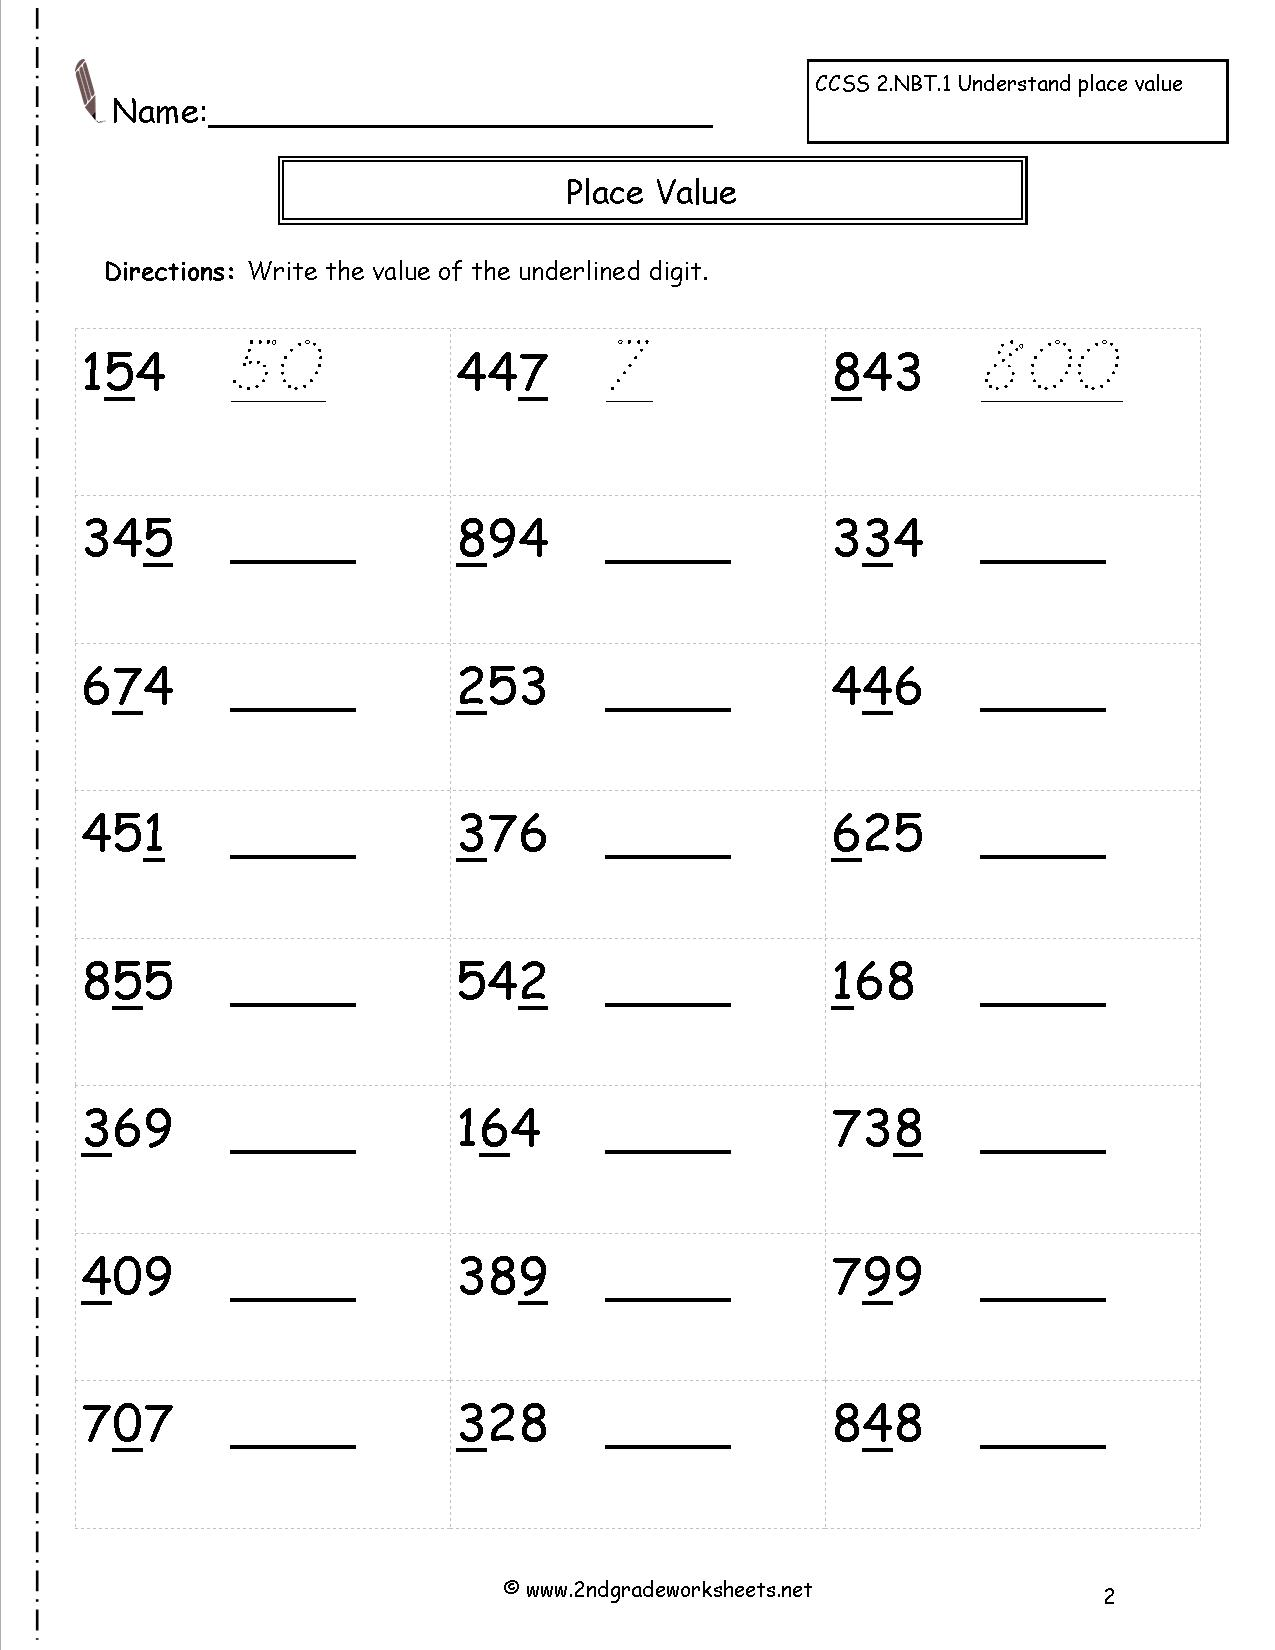 CCSS 2.NBT.1 Understand place value
Name:
Place Value
Directions: Write the value of the underlined digit.
154 50 447 7 843 800
345 894 334
674 253 446
451 376 625
855 542 168
369 164 738
409 389 799
707 328 848
© www.2ndgradeworksheets.net
2